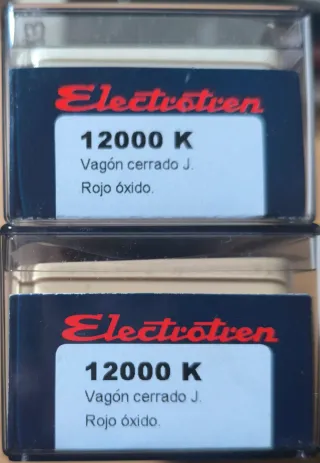 Electrotren
12000 K
Vagón cerrado J.
Rojo óxido.
Electrotren
12000 K
Vagón cerrado J.
Rojo óxido.